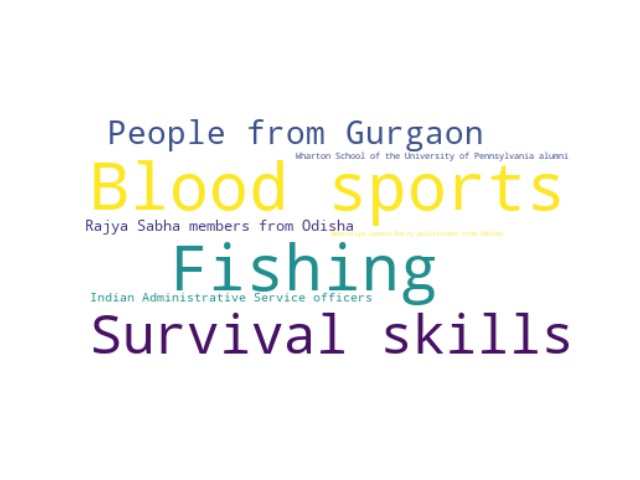 People from Gurgaon
Wharton School of the University of Pennsylvania alumni
Blood sports
Rajya Sabha members from Odisha
Bharatiya Janata Party politicians from Odisha
Fishing
Indian Administrative Service officers
Survival skills